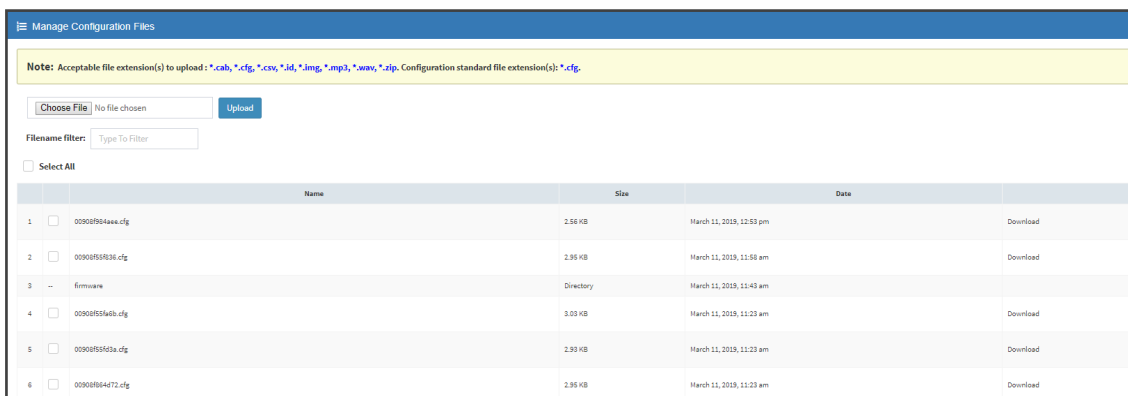 Manage Configuration Files
Note: Acceptable file extension(s) to upload : *.cab, *.cfg, *.csv, *.id, *.img, *.mp3, *.wav, *.zip. Configuration standard file extension(s): *.cfg.
Choose File No file chosen Upload
Filename filter: Type To Filter
Select All
Name Size Date
1 00908f984aee.cfg 2.56 KB March 11, 2019, 12:53 pm Download
2 00908f55f836.cfg 2.95 KB March 11, 2019, 11:58 am Download
3 -- firmware Directory March 11, 2019, 11:43 am
4 00908f55fa6b.cfg 3.03 KB March 11, 2019, 11:23 am Download
5 00908f55fd3a.cfg 2.93 KB March 11, 2019, 11:23 am Download
6 00908f864d72.cfg 2.95 KB March 11, 2019, 11:23 am Download